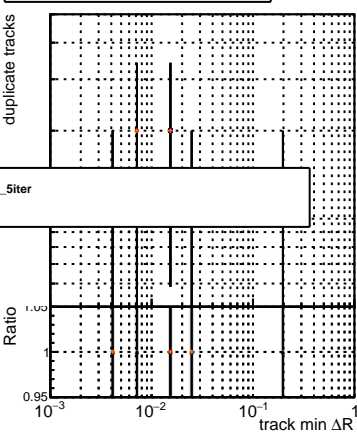 duplicate tracks
_5iter
Ratio
1.05
1
0.95
10⁻³ 10⁻² 10⁻¹ 1
track min ΔR